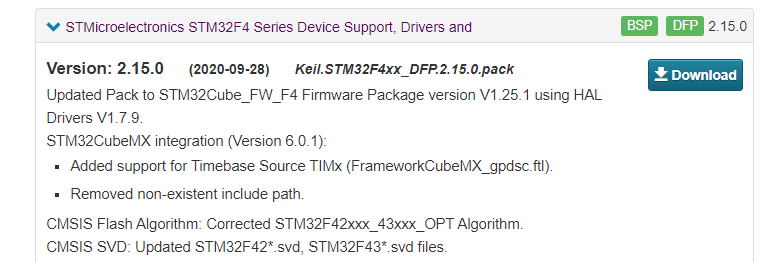 STMicroelectronics STM32F4 Series Device Support, Drivers and BSP DFP 2.15.0
Version: 2.15.0 (2020-09-28) Keil.STM32F4xx_DFP.2.15.0.pack Download
Updated Pack to STM32Cube_FW_F4 Firmware Package version V1.25.1 using HAL
Drivers V1.7.9.
STM32CubeMX integration (Version 6.0.1):
▪ Added support for Timebase Source TIMx (FrameworkCubeMX_gpdsc.ftl).
▪ Removed non-existent include path.
CMSIS Flash Algorithm: Corrected STM32F42xxx_43xxx_OPT Algorithm.
CMSIS SVD: Updated STM32F42*.svd, STM32F43*.svd files.